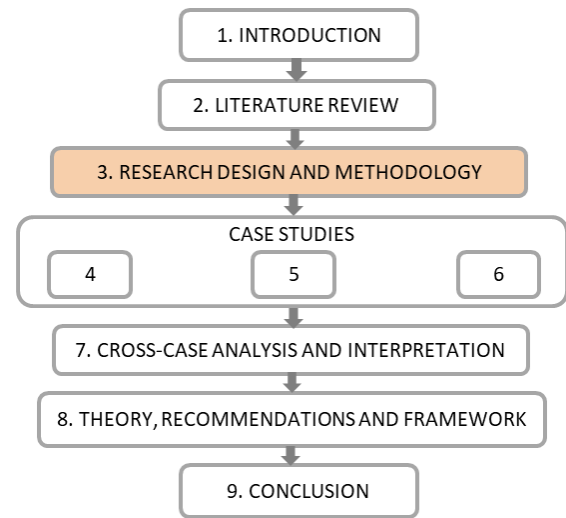 1. INTRODUCTION
2. LITERATURE REVIEW
3. RESEARCH DESIGN AND METHODOLOGY
CASE STUDIES
4 5 6
7. CROSS-CASE ANALYSIS AND INTERPRETATION
8. THEORY, RECOMMENDATIONS AND FRAMEWORK
9. CONCLUSION